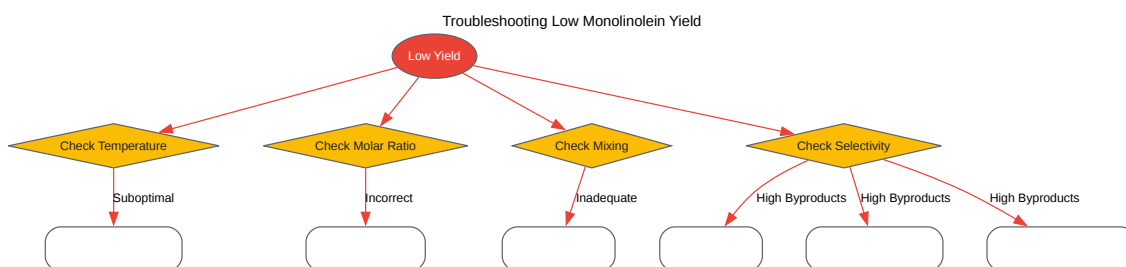 Troubleshooting Low Monolinolein Yield
Low Yield
Check Temperature
Check Molar Ratio
Check Mixing
Check Selectivity
Suboptimal
Incorrect
Inadequate
High Byproducts
High Byproducts
High Byproducts